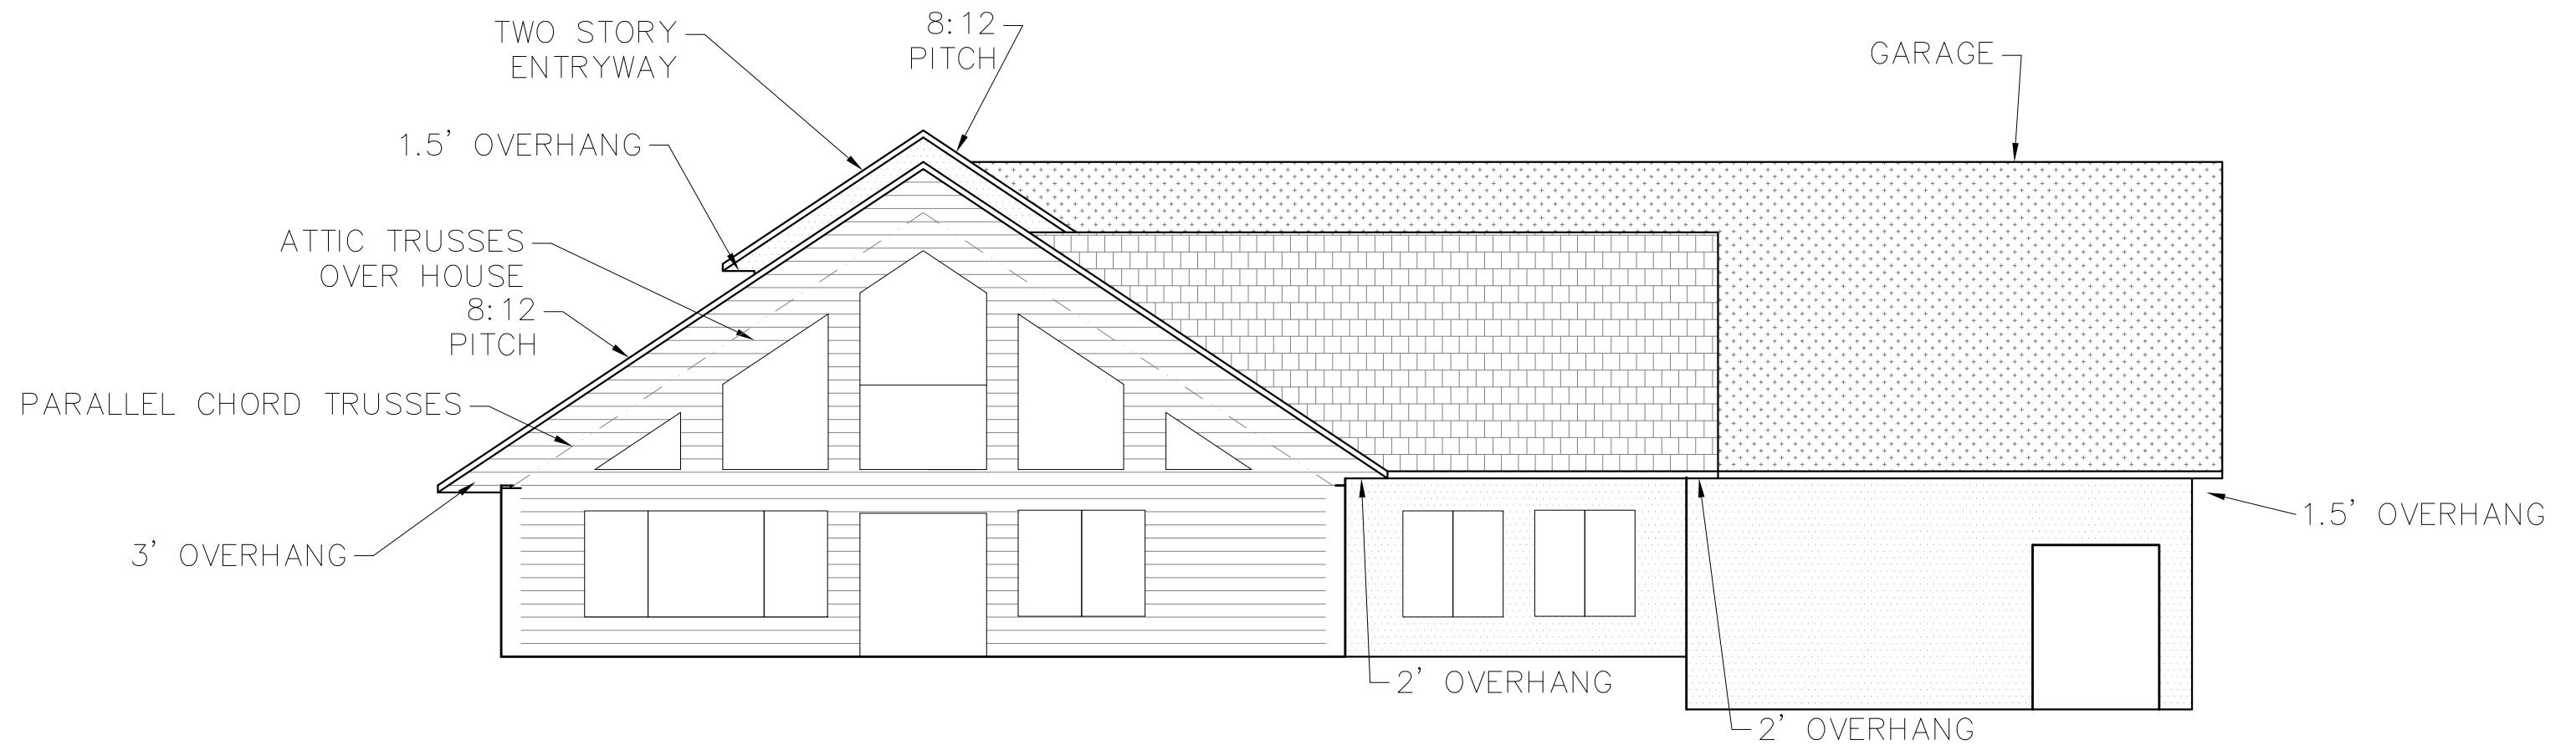 TWO STORY
ENTRYWAY
8:12
PITCH
GARAGE
1.5' OVERHANG
ATTIC TRUSSES
OVER HOUSE
8:12
PITCH
PARALLEL CHORD TRUSSES
3' OVERHANG
1.5' OVERHANG
2' OVERHANG
2' OVERHANG